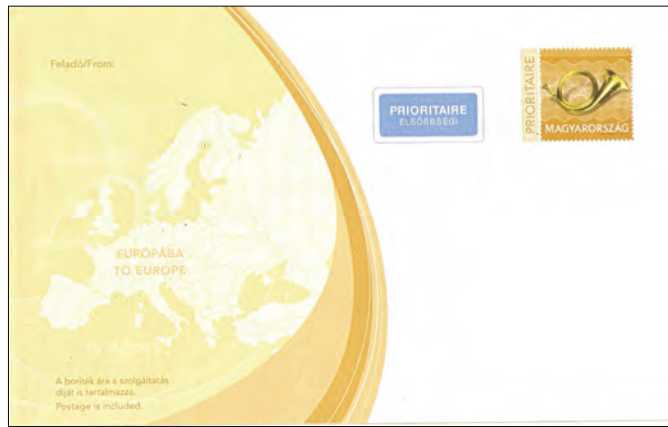 Feladó/From:
PRIORITAIRE
ELSŐBBSÉGI
PRIORITAIRE
MAGYARORSZÁG
EURÓPÁBA
TO EUROPE
A boríték ára a szolgáltatás
díját is tartalmazza.
Postage is included.